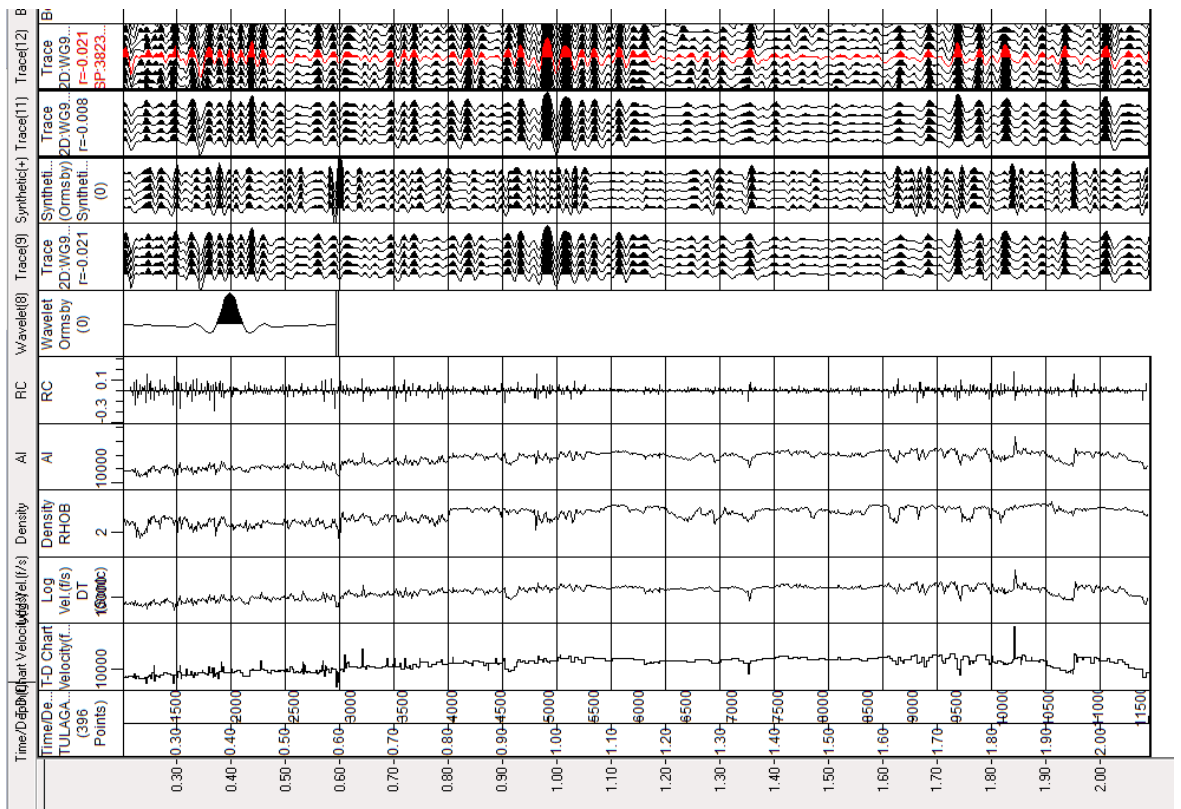 Density
AI
RC
Wavelet(8)
Trace(9)
Synthetic(+)
Trace(11)
Trace(12)
B
Time/De...
TULAGA...
(396
Points)
T-D Chart
Velocity(f...
10000
Log
Vel.(f/s)
DT
Density
RHOB
2
AI
10000
RC
-0.3 0.1
Wavelet
Ormsby
(0)
Trace
2D:WG9...
r=-0.021
Syntheti...
(Ormsby)
Syntheti...
(0)
Trace
2D:WG9...
r=-0.008
Trace
2D:WG9...
r=-0.021
SP:3823...
B
1500
2000
2500
3000
3500
4000
4500
5000
5500
6000
6500
7000
7500
8000
8500
9000
9500
10000
10500
11000
11500
0.30
0.40
0.50
0.60
0.70
0.80
0.90
1.00
1.10
1.20
1.30
1.40
1.50
1.60
1.70
1.80
1.90
2.00
0.30
0.40
0.50
0.60
0.70
0.80
0.90
1.00
1.10
1.20
1.30
1.40
1.50
1.60
1.70
1.80
1.90
2.00